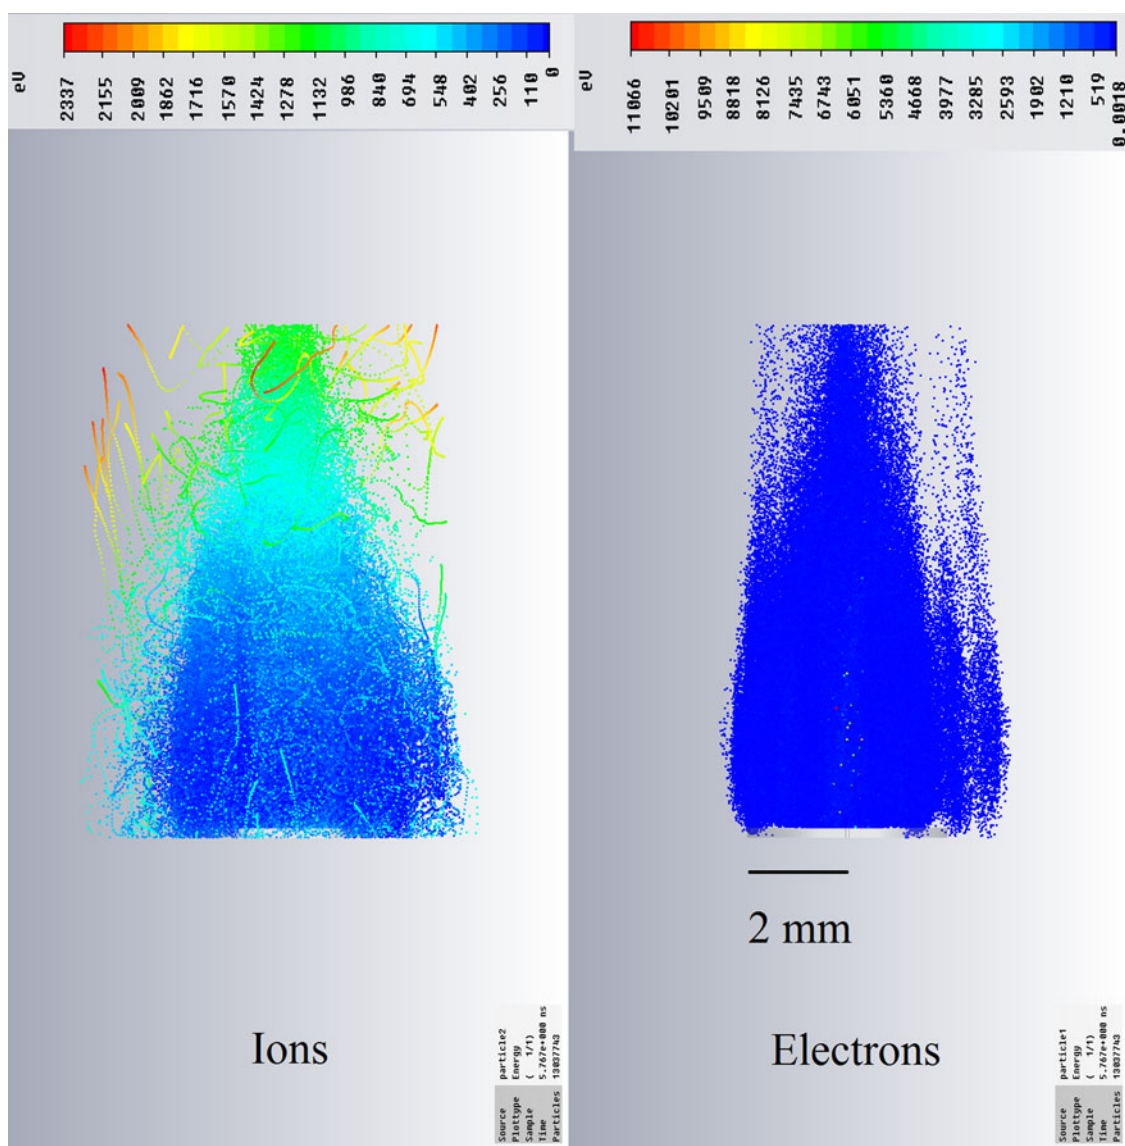 eV
2337
2155
2009
1862
1716
1570
1424
1278
1132
986
840
694
548
402
256
110
0
eV
11066
10201
9509
8818
8126
7435
6743
6051
5360
4668
3977
3285
2593
1902
1210
519
0.0018
2 mm
Ions
Source particle2
Plottype Energy
Sample ( 1/1)
Time 5.767e+000 ns
Particles 13037743
Electrons
Source particle1
Plottype Energy
Sample ( 1/1)
Time 5.767e+000 ns
Particles 13037743